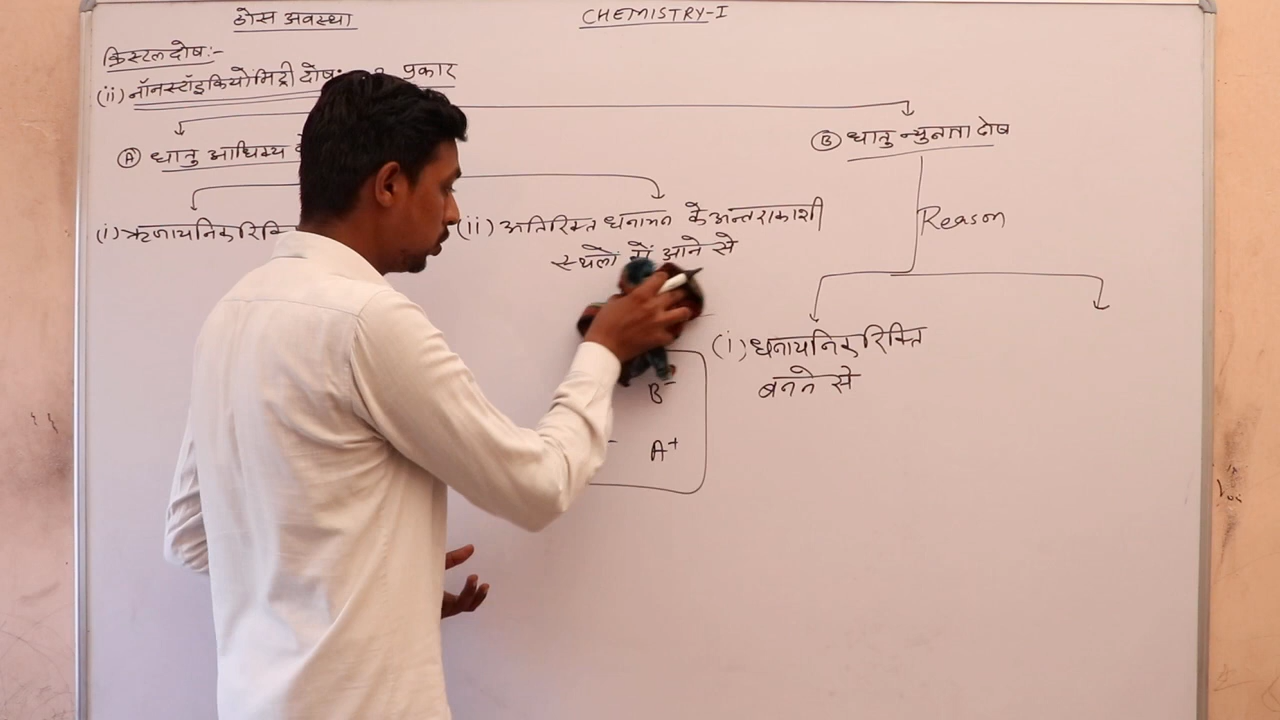 ठोस अवस्था
CHEMISTRY-I
क्रिस्टल दोष:-
(ii) नॉनस्टॉइकियोमिट्री दोष: प्रकार
(A) धातु आधिक्य
(B) धातु न्युनता दोष
(i) ऋणायनिक रिक्ति
(ii) अतिरिक्त धनायन के अन्तराकाशी
स्थलों में आने से
Reason
(i) धनायनिक रिक्ति
बनने से
B⁻
A⁺